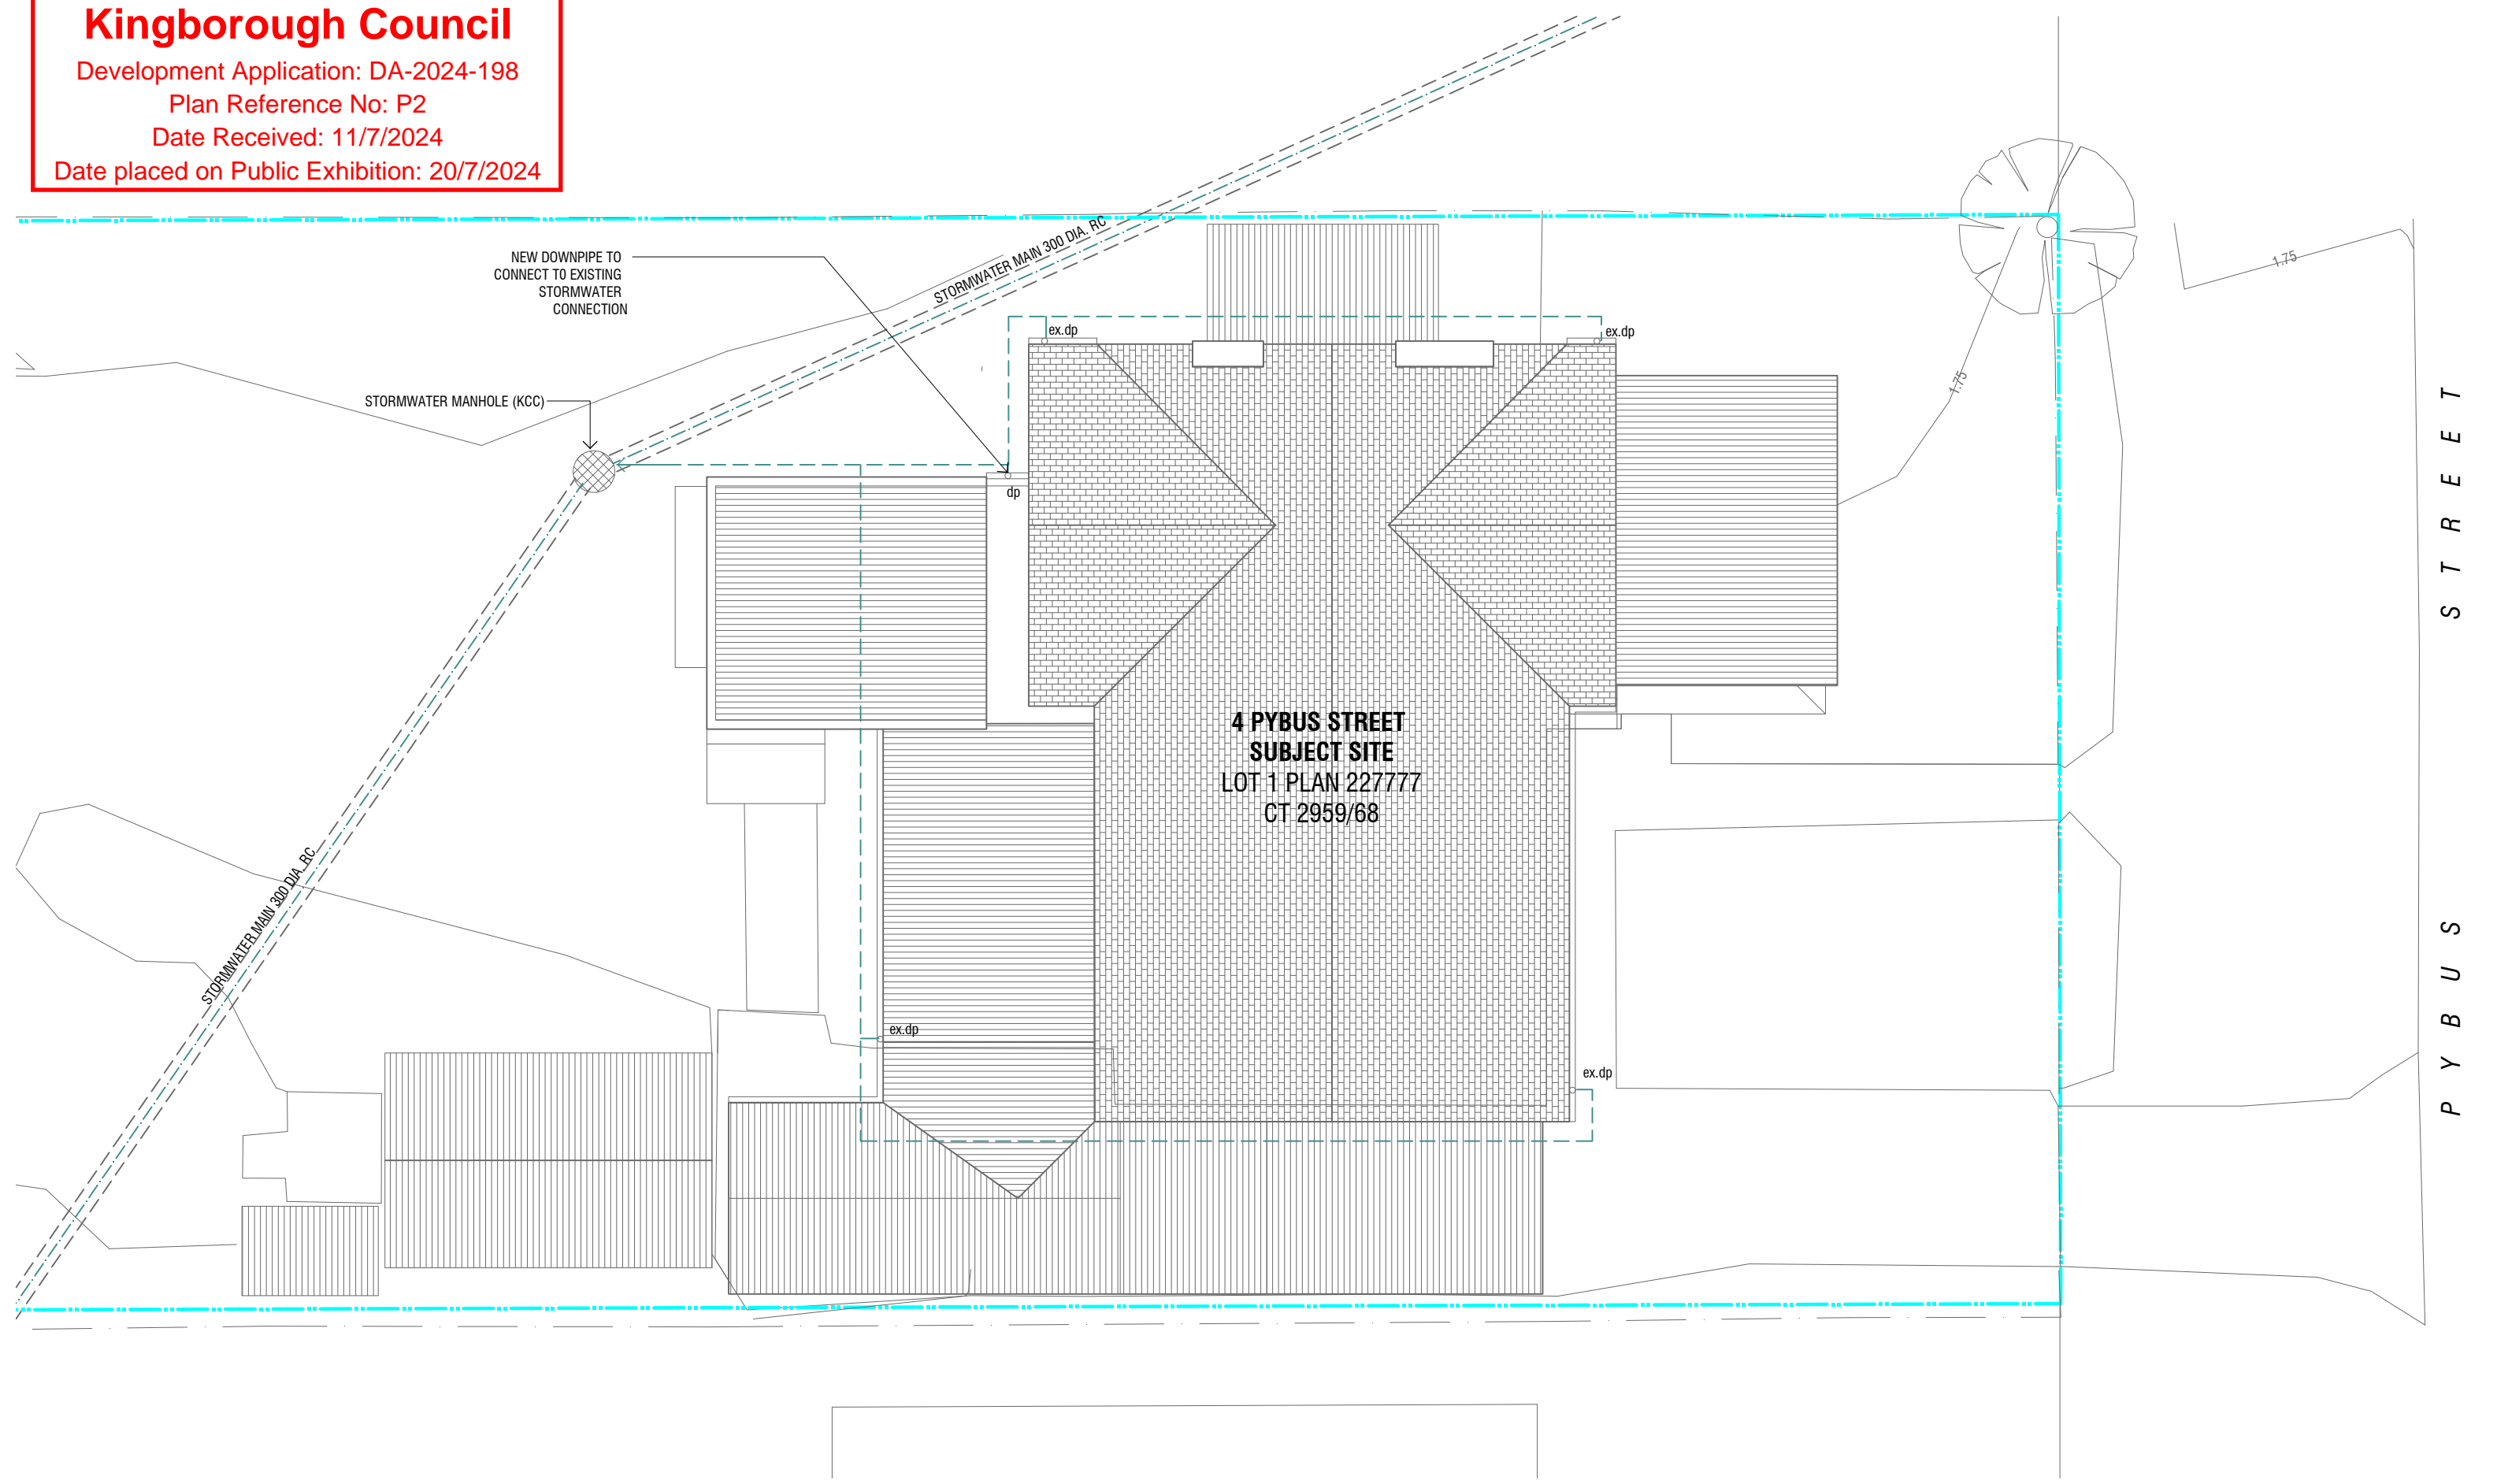 Kingborough Council
Development Application: DA-2024-198
Plan Reference No: P2
Date Received: 11/7/2024
Date placed on Public Exhibition: 20/7/2024
NEW DOWNPIPE TO
CONNECT TO EXISTING
STORMWATER
CONNECTION
STORMWATER MAIN 300 DIA. RC
1.75
ex.dp
ex.dp
STORMWATER MANHOLE (KCC)
1.75
dp
4 PYBUS STREET
SUBJECT SITE
LOT 1 PLAN 227777
CT 2959/68
STORMWATER MAIN 300 DIA. RC
ex.dp
ex.dp
PYBUS STREET